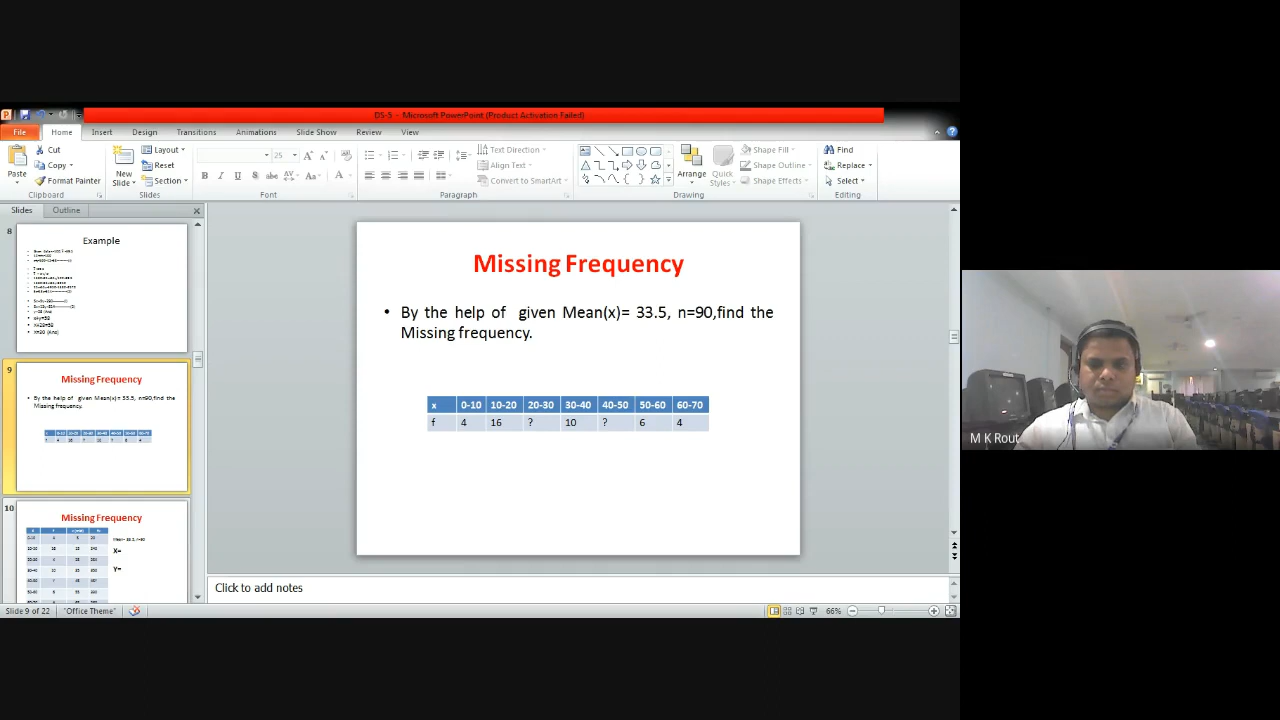 DS-5 - Microsoft PowerPoint (Product Activation Failed)
File Home Insert Design Transitions Animations Slide Show Review View
Cut
Copy
Format Painter
Paste
Clipboard
New Slide
Layout
Reset
Section
Slides
25
Font
Text Direction
Align Text
Convert to SmartArt
Paragraph
Arrange
Quick Styles
Shape Fill
Shape Outline
Shape Effects
Drawing
Find
Replace
Select
Editing
Slides Outline
8
Example
9
Missing Frequency
By the help of given Mean(x)= 33.5, n=90,find the
Missing frequency.
10
Missing Frequency
Mean= 33.5, n=90
X=
Y=
Missing Frequency
• By the help of given Mean(x)= 33.5, n=90,find the
Missing frequency.
x 0-10 10-20 20-30 30-40 40-50 50-60 60-70
f 4 16 ? 10 ? 6 4
Click to add notes
Slide 9 of 22 "Office Theme" 66%
M K Rout